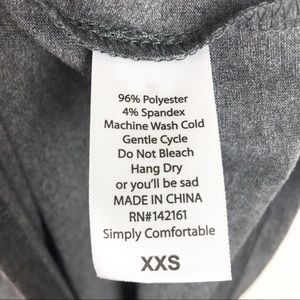 96% Polyester
4% Spandex
Machine Wash Cold
Gentle Cycle
Do Not Bleach
Hang Dry
or you'll be sad
MADE IN CHINA
RN#142161
Simply Comfortable
XXS